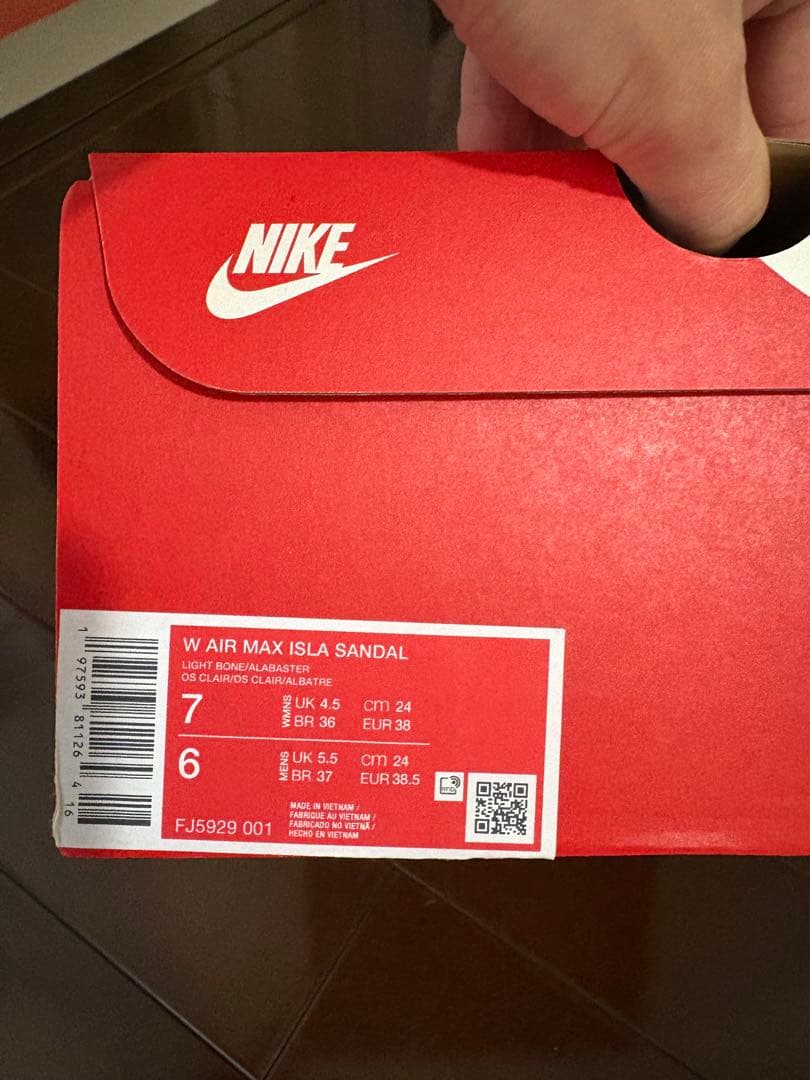 NIKE
W AIR MAX ISLA SANDAL
LIGHT BONE/ALABASTER
OS CLAIR/OS CLAIR/ALBATRE
7 WMNS UK 4.5 cm 24
BR 36 EUR 38
6 MENS UK 5.5 cm 24
BR 37 EUR 38.5
FJ5929 001
MADE IN VIETNAM /
FABRIQUE AU VIETNAM /
FABRICADO NO VIETNÃ /
HECHO EN VIETNAM
RFID
1 97593 81126 4 16